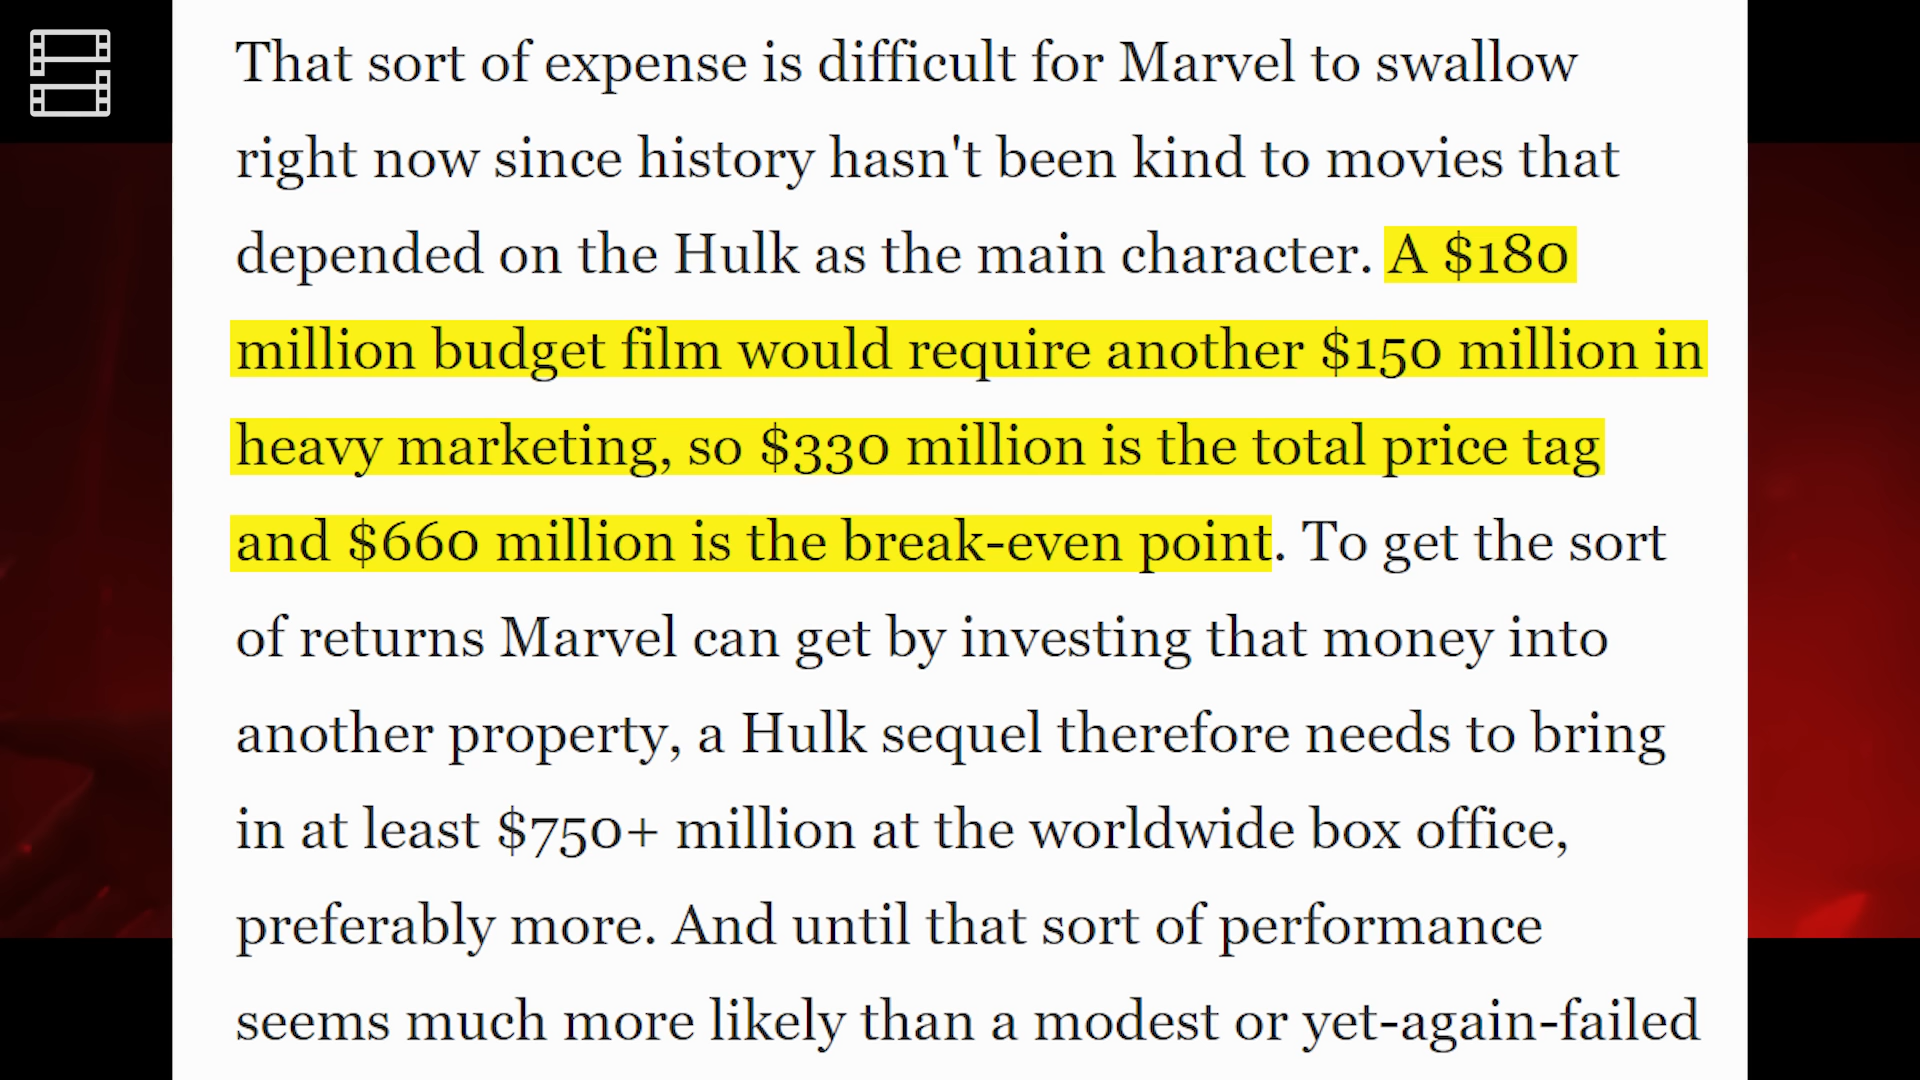 That sort of expense is difficult for Marvel to swallow
right now since history hasn't been kind to movies that
depended on the Hulk as the main character. A $180
million budget film would require another $150 million in
heavy marketing, so $330 million is the total price tag
and $660 million is the break-even point. To get the sort
of returns Marvel can get by investing that money into
another property, a Hulk sequel therefore needs to bring
in at least $750+ million at the worldwide box office,
preferably more. And until that sort of performance
seems much more likely than a modest or yet-again-failed